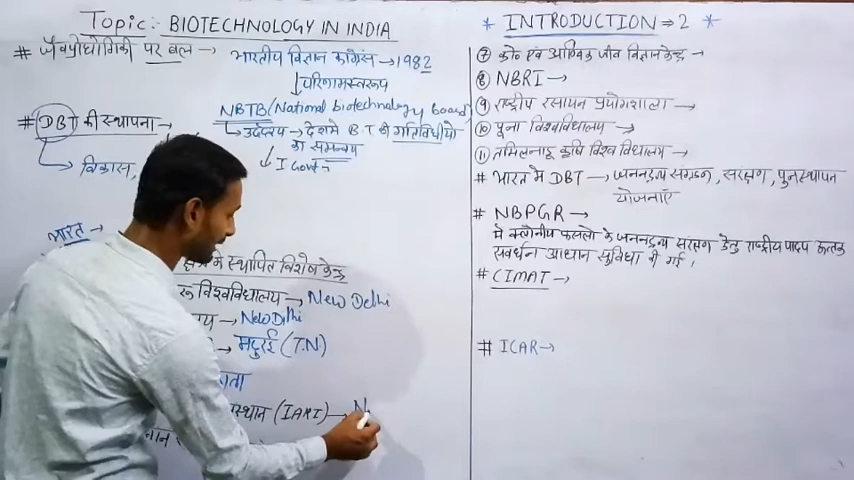 Topic:- BIOTECHNOLOGY IN INDIA
# जैवप्रौद्योगिकी पर बल → भारतीय विज्ञान कांग्रेस → 1982
↓ परिणामस्वरूप
NBTB (National biotechnology board)
→ उद्देश्य → देश मे B.T की गतिविधीयो
का समन्वय
# DBT की स्थापना →
↓ I Govt
→ विकास,
भारत →
क्षेत्र मे स्थापित विशेष केन्द्र
विश्वविधालय → New Delhi
→ New Delhi
→ मदुरई (T.N)
स्थान (IARI) → N
* INTRODUCTION ⇒ 2 *
⑦ को० एवं आण्विक जीव विज्ञान केन्द्र →
⑧ NBRI →
⑨ राष्ट्रीय रसायन प्रयोगशाला →
⑩ पूना विश्वविधालय →
⑪ तमिलनाडू कृषि विश्व विधालय →
# भारत मे DBT → जननद्रव्य संग्रहण, संरक्षण, पुनस्थापन
योजनाएँ
# NBPGR →
मे क्लोनीय फसलो के जननद्रव्य संरक्षण हेतु राष्ट्रीय पादप ऊतक
संवर्धन आधान सुविधा दी गई।
# CIMAT →
# ICAR →